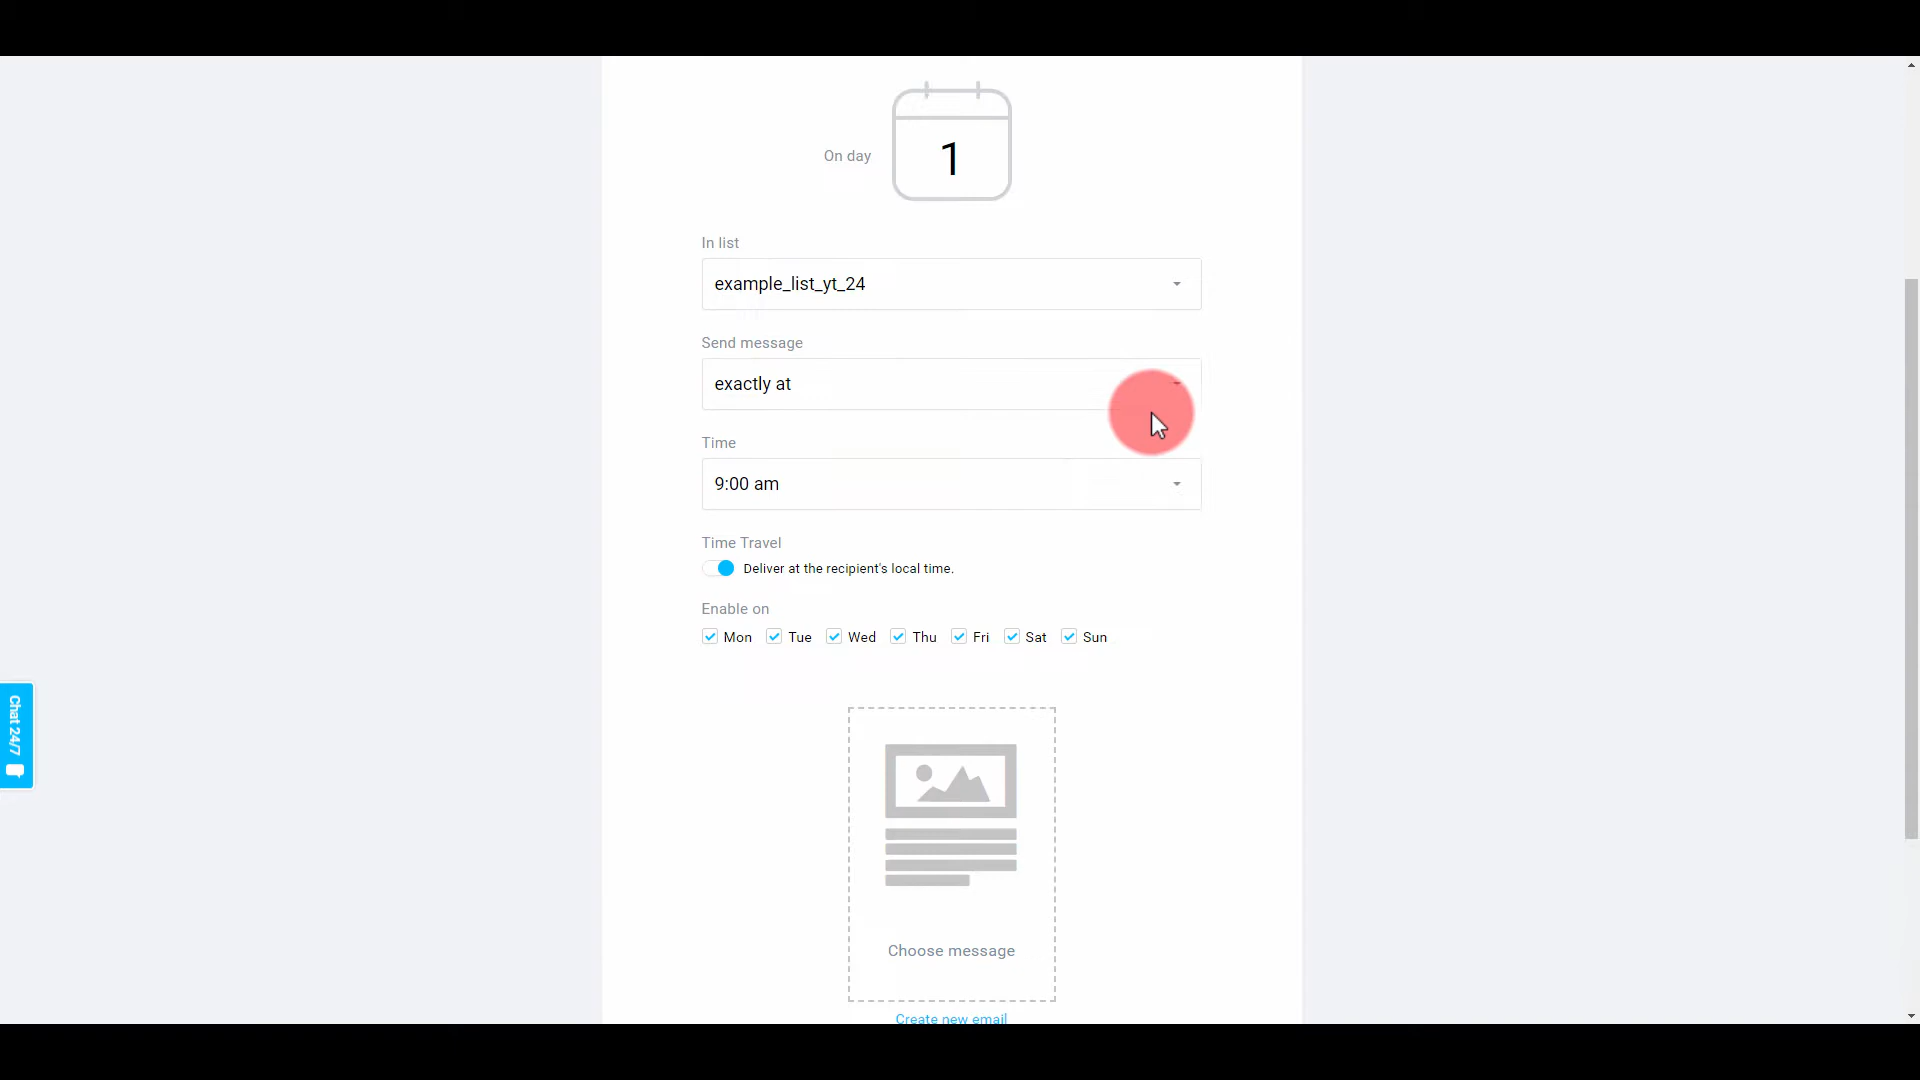 On day
1
In list
example_list_yt_24
Send message
exactly at
Time
9:00 am
Time Travel
Deliver at the recipient's local time.
Enable on
Mon Tue Wed Thu Fri Sat Sun
Chat 24/7
Choose message
Create new email